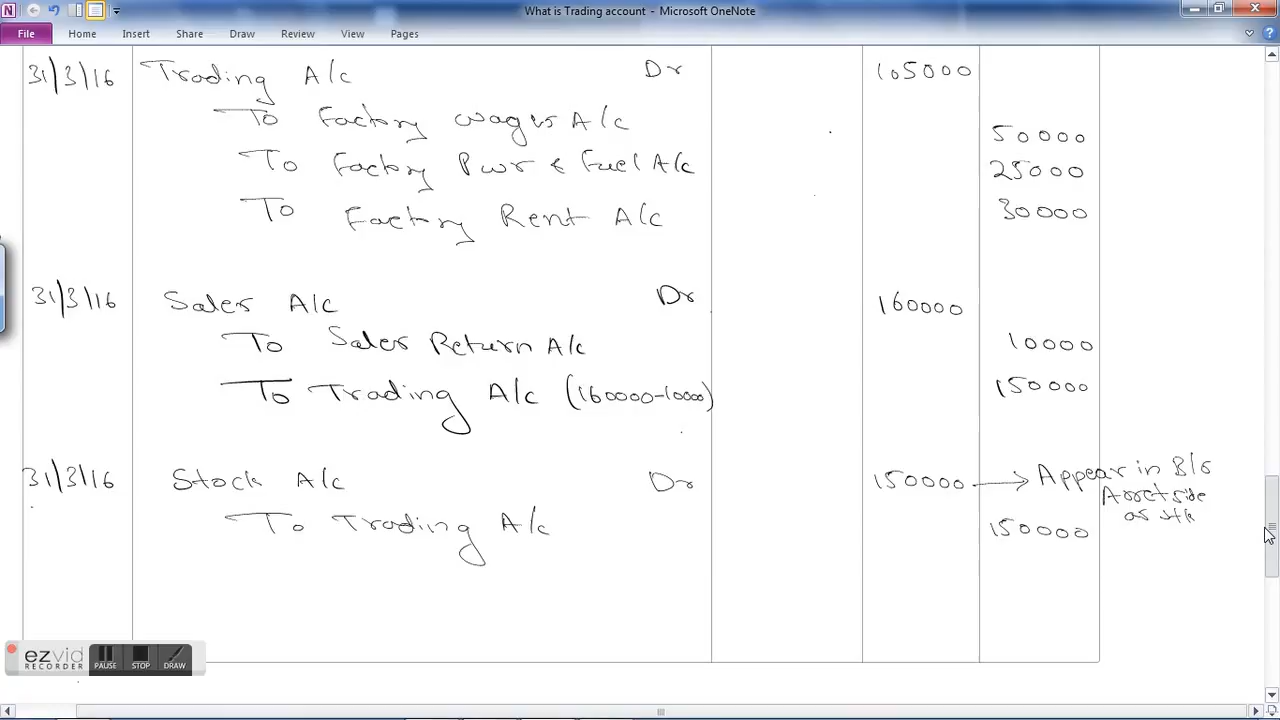 What is Trading account - Microsoft OneNote
File Home Insert Share Draw Review View Pages
31/3/16 Trading A/c Dr 105000
To Factory wages A/c 50000
To Factory Pwr & Fuel A/c 25000
To Factory Rent A/c 30000
31/3/16 Sales A/c Dr 160000
To Sales Return A/c 10000
To Trading A/c (160000-10000) 150000
31/3/16 Stock A/c Dr 150000 → Appear in B/s
Asset side
as stk
To Trading A/c 150000
ezvid
RECORDER
PAUSE STOP DRAW